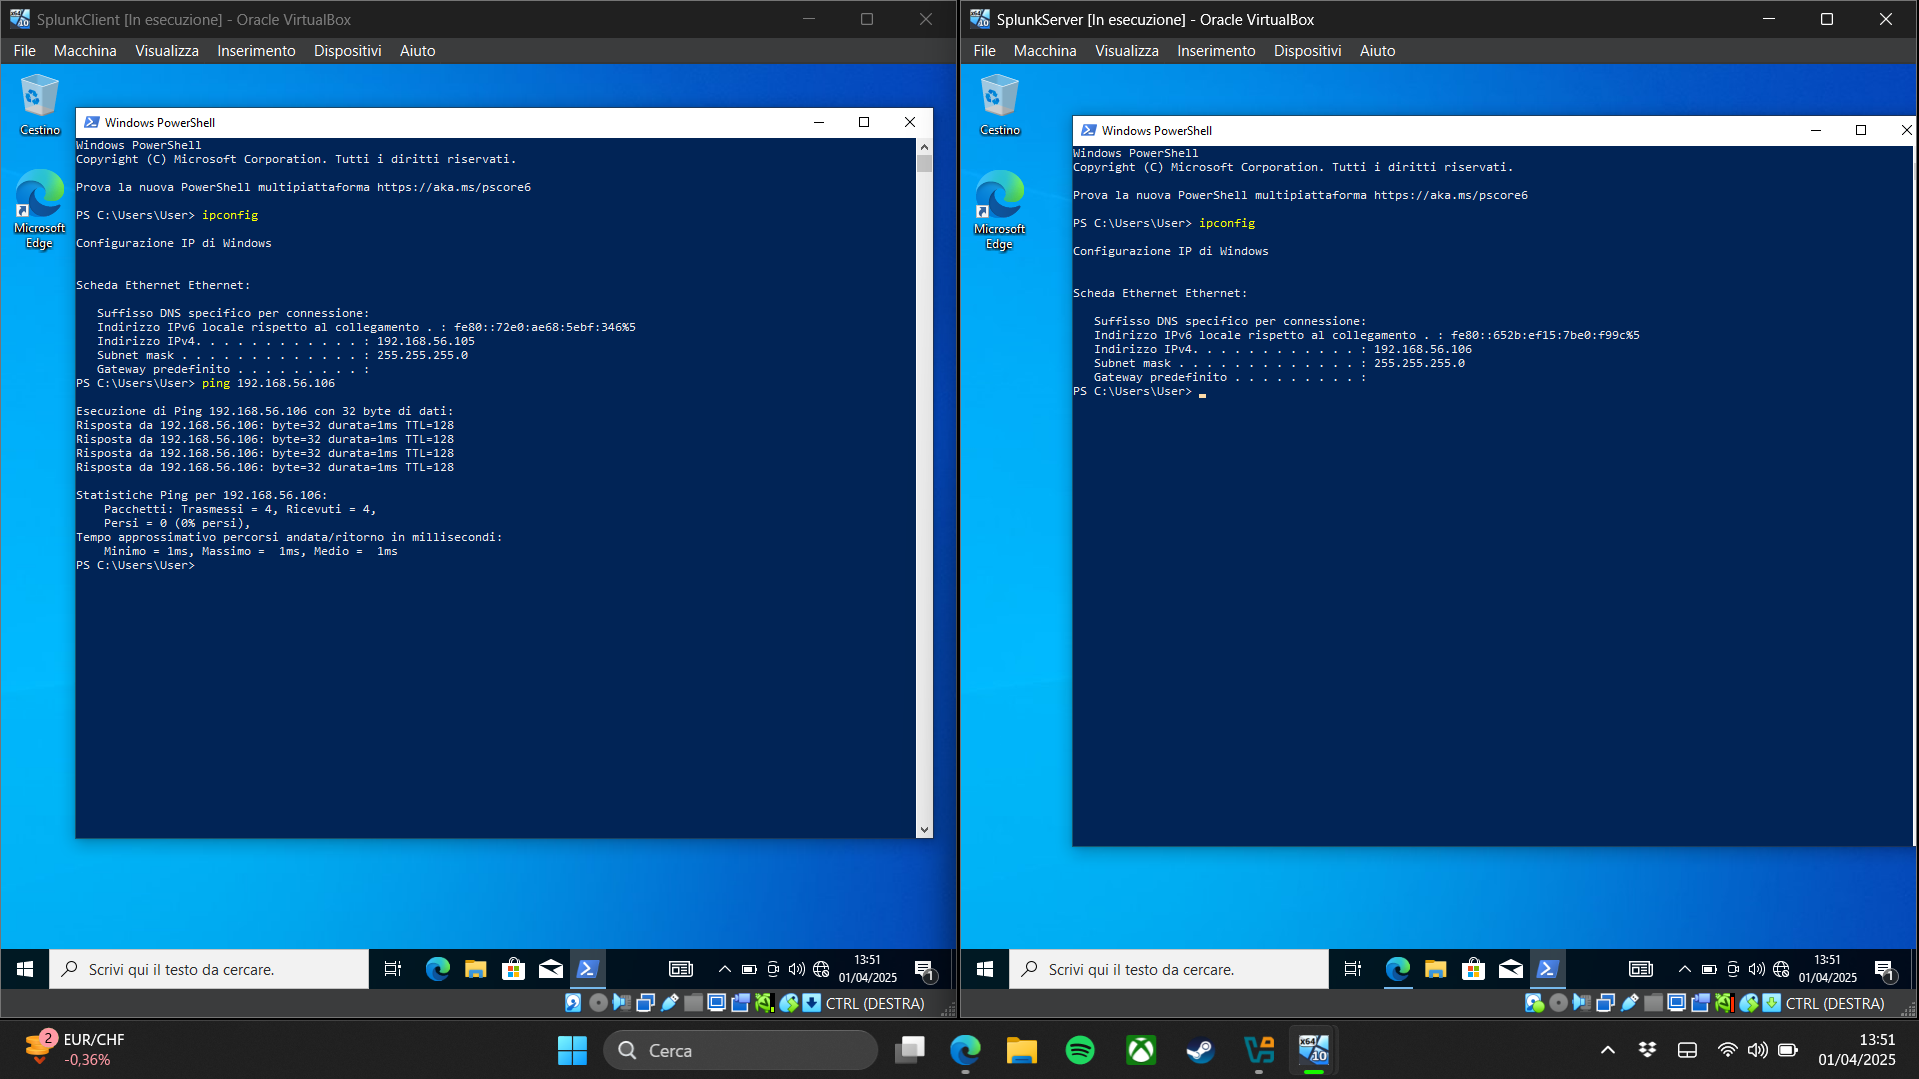 SplunkClient [In esecuzione] - Oracle VirtualBox
File Macchina Visualizza Inserimento Dispositivi Aiuto
Cestino
Microsoft Edge
Windows PowerShell
Windows PowerShell
Copyright (C) Microsoft Corporation. Tutti i diritti riservati.
Prova la nuova PowerShell multipiattaforma https://aka.ms/pscore6
PS C:\Users\User> ipconfig
Configurazione IP di Windows
Scheda Ethernet Ethernet:
Suffisso DNS specifico per connessione:
Indirizzo IPv6 locale rispetto al collegamento . : fe80::72e0:ae68:5ebf:346%5
Indirizzo IPv4. . . . . . . . . . . . : 192.168.56.105
Subnet mask . . . . . . . . . . . . . : 255.255.255.0
Gateway predefinito . . . . . . . . . :
PS C:\Users\User> ping 192.168.56.106
Esecuzione di Ping 192.168.56.106 con 32 byte di dati:
Risposta da 192.168.56.106: byte=32 durata=1ms TTL=128
Risposta da 192.168.56.106: byte=32 durata=1ms TTL=128
Risposta da 192.168.56.106: byte=32 durata=1ms TTL=128
Risposta da 192.168.56.106: byte=32 durata=1ms TTL=128
Statistiche Ping per 192.168.56.106:
Pacchetti: Trasmessi = 4, Ricevuti = 4,
Persi = 0 (0% persi),
Tempo approssimativo percorsi andata/ritorno in millisecondi:
Minimo = 1ms, Massimo =  1ms, Medio =  1ms
PS C:\Users\User>
Scrivi qui il testo da cercare.
13:51
01/04/2025
1
CTRL (DESTRA)
SplunkServer [In esecuzione] - Oracle VirtualBox
File Macchina Visualizza Inserimento Dispositivi Aiuto
Cestino
Microsoft Edge
Windows PowerShell
Windows PowerShell
Copyright (C) Microsoft Corporation. Tutti i diritti riservati.
Prova la nuova PowerShell multipiattaforma https://aka.ms/pscore6
PS C:\Users\User> ipconfig
Configurazione IP di Windows
Scheda Ethernet Ethernet:
Suffisso DNS specifico per connessione:
Indirizzo IPv6 locale rispetto al collegamento . : fe80::652b:ef15:7be0:f99c%5
Indirizzo IPv4. . . . . . . . . . . . : 192.168.56.106
Subnet mask . . . . . . . . . . . . . : 255.255.255.0
Gateway predefinito . . . . . . . . . :
PS C:\Users\User>
Scrivi qui il testo da cercare.
13:51
01/04/2025
1
CTRL (DESTRA)
2
EUR/CHF
-0,36%
Cerca
x64
10
13:51
01/04/2025